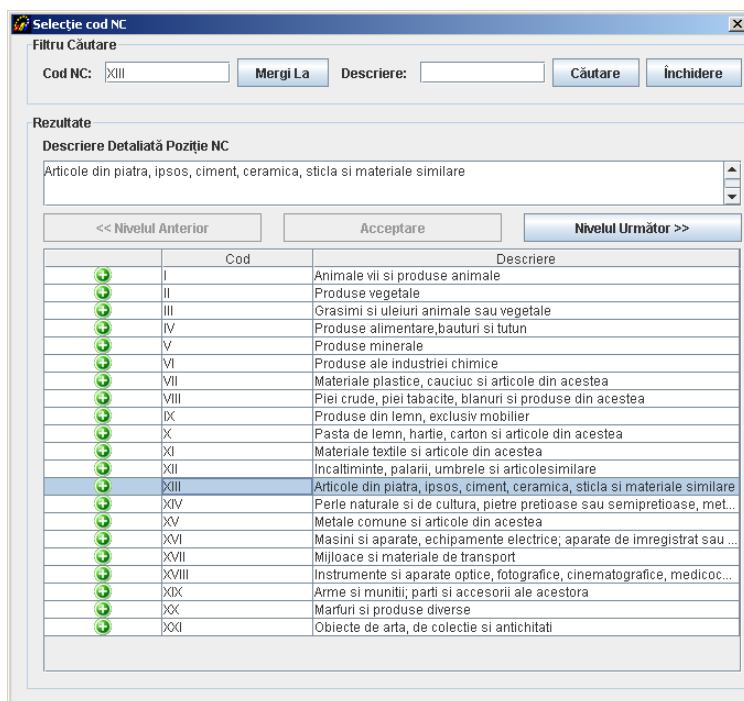 Selecție cod NC
Filtru Căutare
Cod NC: XIII Mergi La Descriere: Căutare Închidere
Rezultate
Descriere Detaliată Poziție NC
Articole din piatra, ipsos, ciment, ceramica, sticla si materiale similare
<< Nivelul Anterior Acceptare Nivelul Următor >>
Cod Descriere
I Animale vii si produse animale
II Produse vegetale
III Grasimi si uleiuri animale sau vegetale
IV Produse alimentare,bauturi si tutun
V Produse minerale
VI Produse ale industriei chimice
VII Materiale plastice, cauciuc si articole din acestea
VIII Piei crude, piei tabacite, blanuri si produse din acestea
IX Produse din lemn, exclusiv mobilier
X Pasta de lemn, hartie, carton si articole din acestea
XI Materiale textile si articole din acestea
XII Incaltiminte, palarii, umbrele si articolesimilare
XIII Articole din piatra, ipsos, ciment, ceramica, sticla si materiale similare
XIV Perle naturale si de cultura, pietre pretioase sau semipretioase, met...
XV Metale comune si articole din acestea
XVI Masini si aparate, echipamente electrice; aparate de imregistrat sau ...
XVII Mijloace si materiale de transport
XVIII Instrumente si aparate optice, fotografice, cinematografice, medicoc...
XIX Arme si munitii; parti si accesorii ale acestora
XX Marfuri si produse diverse
XXI Obiecte de arta, de colectie si antichitati